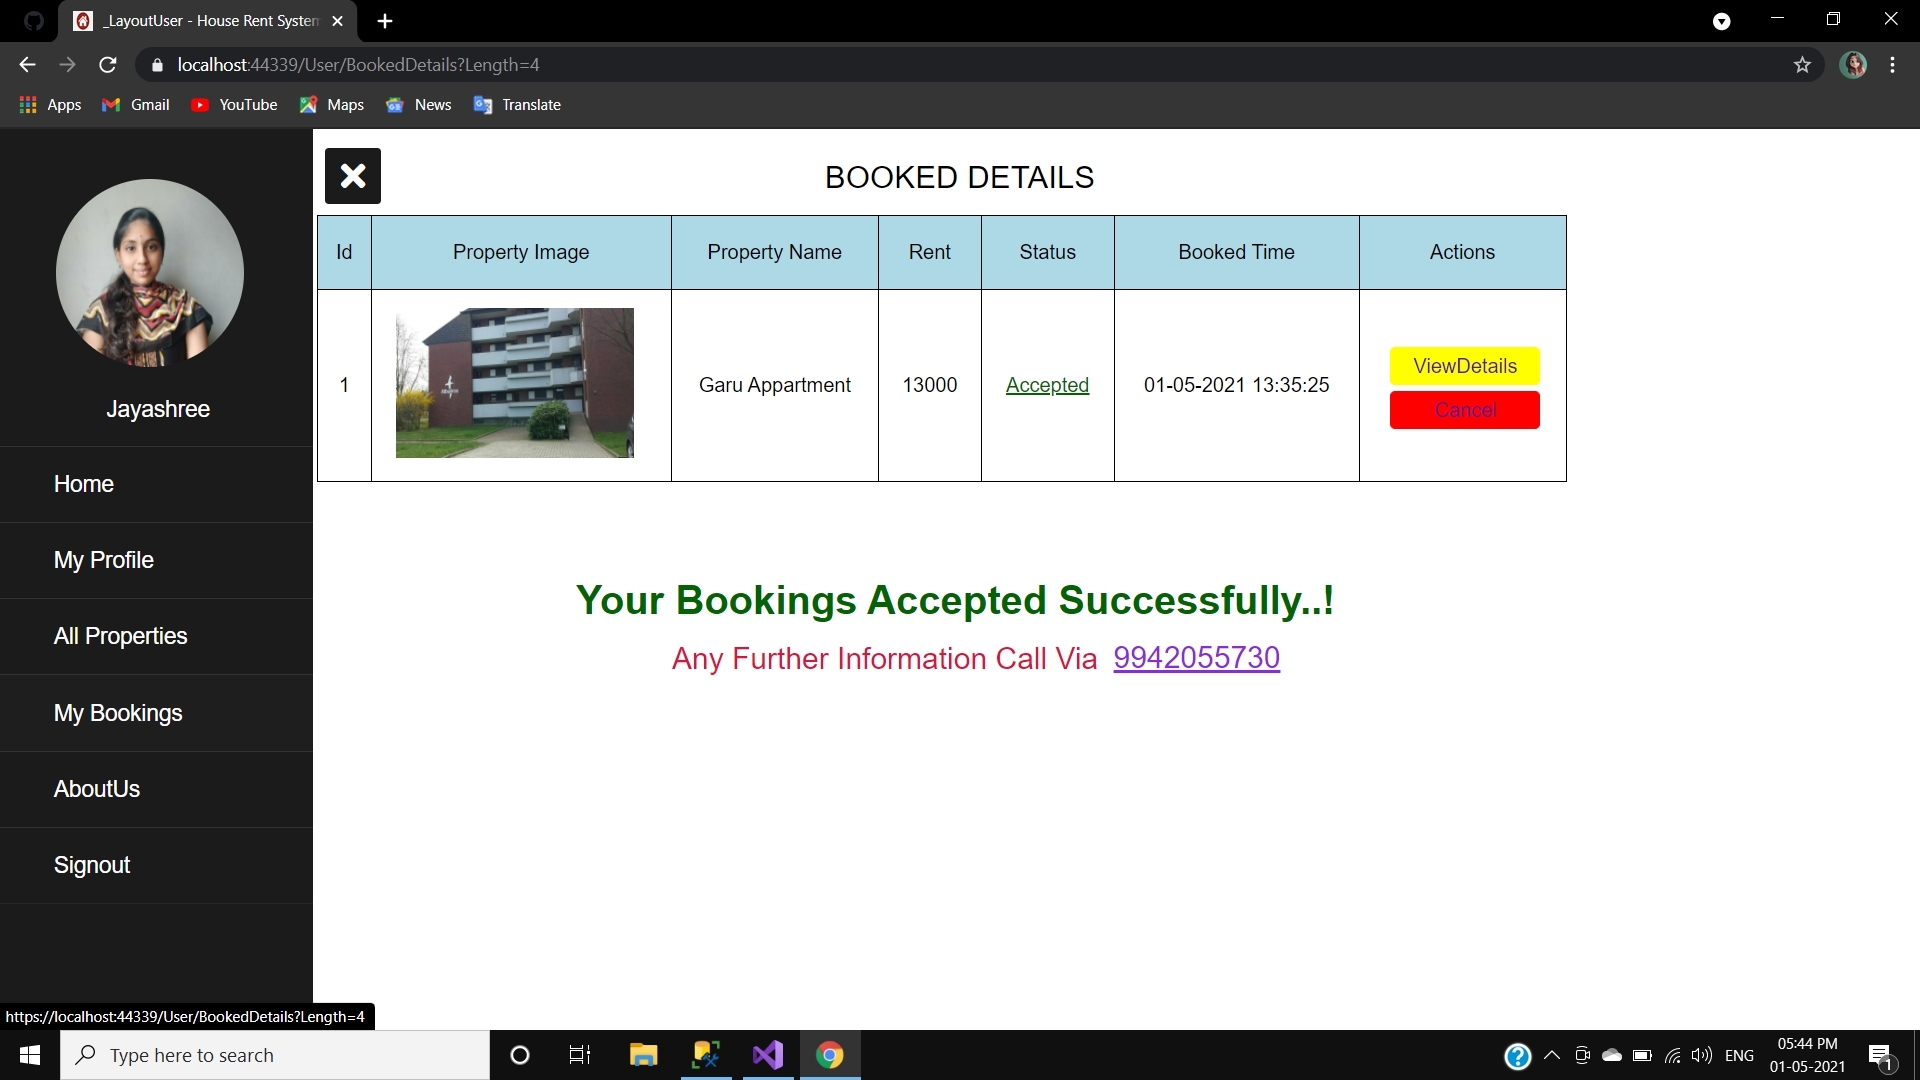 _LayoutUser - House Rent System
localhost:44339/User/BookedDetails?Length=4
Apps Gmail YouTube Maps News Translate
BOOKED DETAILS
Id Property Image Property Name Rent Status Booked Time Actions
1 Garu Appartment 13000 Accepted 01-05-2021 13:35:25 ViewDetails
Cancel
Jayashree
Home
My Profile
All Properties
My Bookings
AboutUs
Signout
Your Bookings Accepted Successfully..!
Any Further Information Call Via 9942055730
https://localhost:44339/User/BookedDetails?Length=4
Type here to search
ENG
05:44 PM
01-05-2021
1